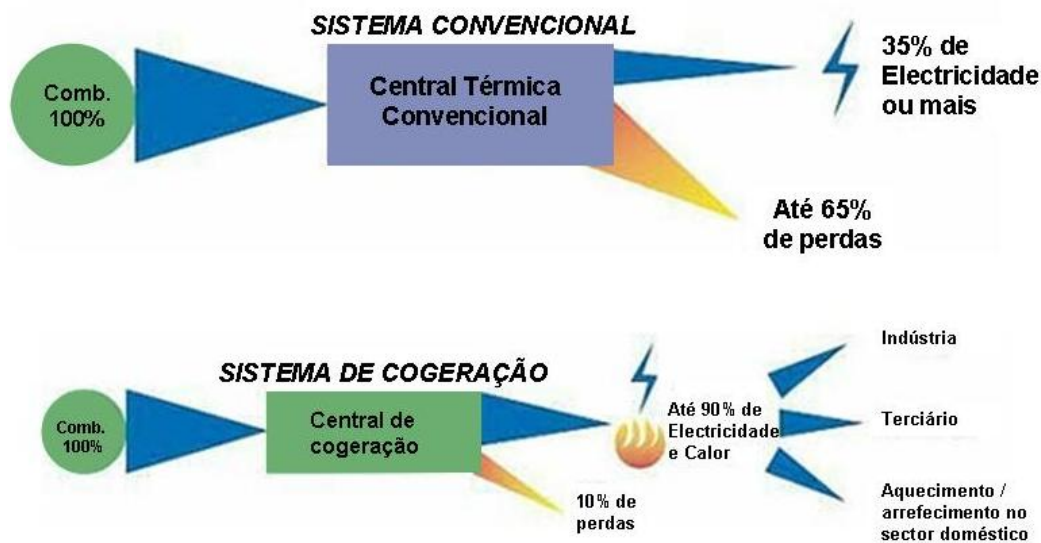 SISTEMA CONVENCIONAL
Comb.
100%
Central Térmica
Convencional
35% de
Electricidade
ou mais
Até 65%
de perdas
SISTEMA DE COGERAÇÃO
Comb.
100%
Central de
cogeração
10% de
perdas
Até 90% de
Electricidade
e Calor
Indústria
Terciário
Aquecimento /
arrefecimento no
sector doméstico